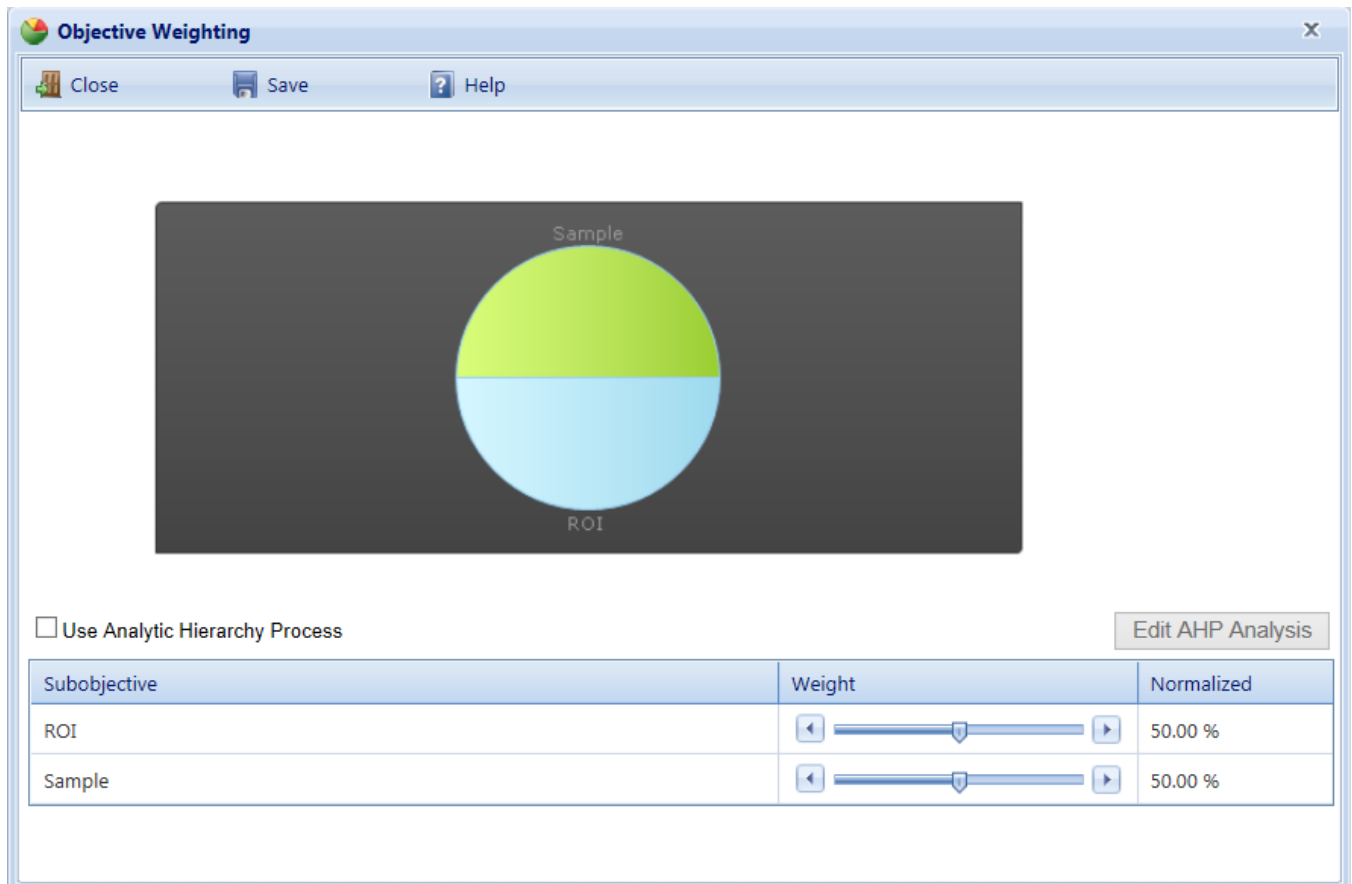 Objective Weighting
Close Save Help
Sample
ROI
Use Analytic Hierarchy Process Edit AHP Analysis
Subobjective Weight Normalized
ROI 50.00 %
Sample 50.00 %